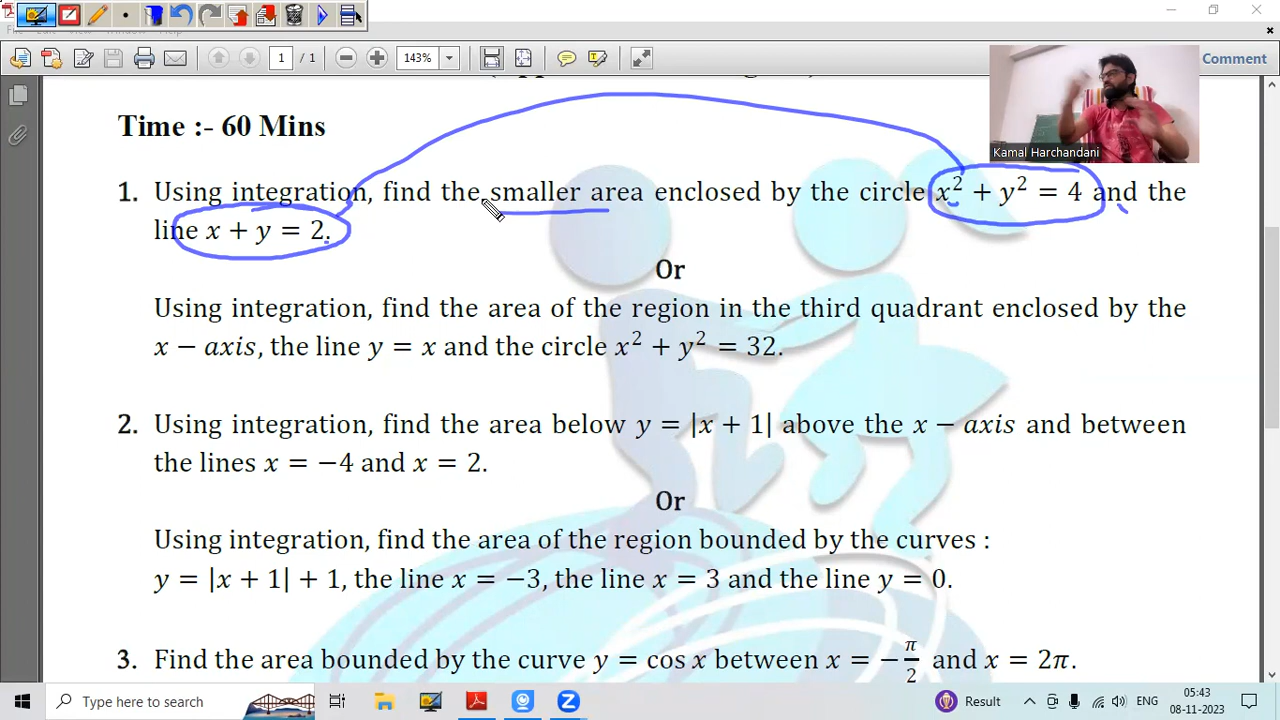 1 / 1
143%
Comment
Kamal Harchandani
Time :- 60 Mins
1. Using integration, find the smaller area enclosed by the circle x² + y² = 4 and the
line x + y = 2.
Or
Using integration, find the area of the region in the third quadrant enclosed by the
x − axis, the line y = x and the circle x² + y² = 32.
2. Using integration, find the area below y = |x + 1| above the x − axis and between
the lines x = −4 and x = 2.
Or
Using integration, find the area of the region bounded by the curves :
y = |x + 1| + 1, the line x = −3, the line x = 3 and the line y = 0.
3. Find the area bounded by the curve y = cos x between x = −π/2 and x = 2π.
Type here to search
Result
ENG
05:43
08-11-2023